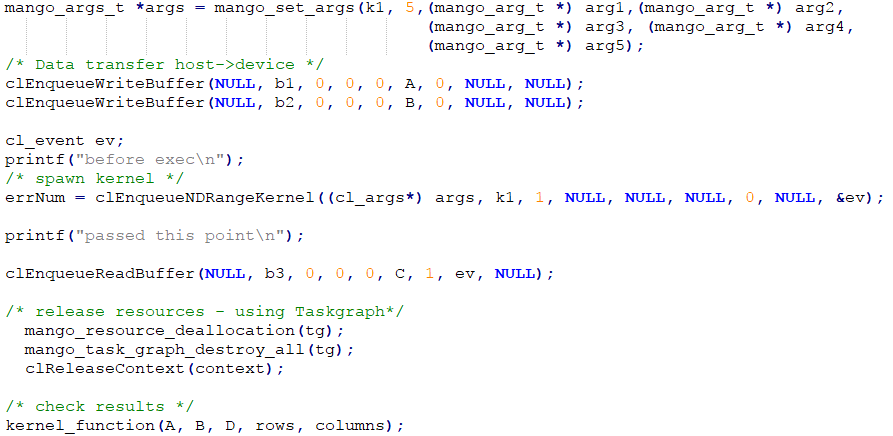 mango_args_t *args = mango_set_args(k1, 5,(mango_arg_t *) arg1,(mango_arg_t *) arg2,
(mango_arg_t *) arg3, (mango_arg_t *) arg4,
(mango_arg_t *) arg5);
/* Data transfer host->device */
clEnqueueWriteBuffer(NULL, b1, 0, 0, 0, A, 0, NULL, NULL);
clEnqueueWriteBuffer(NULL, b2, 0, 0, 0, B, 0, NULL, NULL);
cl_event ev;
printf("before exec\n");
/* spawn kernel */
errNum = clEnqueueNDRangeKernel((cl_args*) args, k1, 1, NULL, NULL, NULL, 0, NULL, &ev);
printf("passed this point\n");
clEnqueueReadBuffer(NULL, b3, 0, 0, 0, C, 1, ev, NULL);
/* release resources - using Taskgraph*/
mango_resource_deallocation(tg);
mango_task_graph_destroy_all(tg);
clReleaseContext(context);
/* check results */
kernel_function(A, B, D, rows, columns);